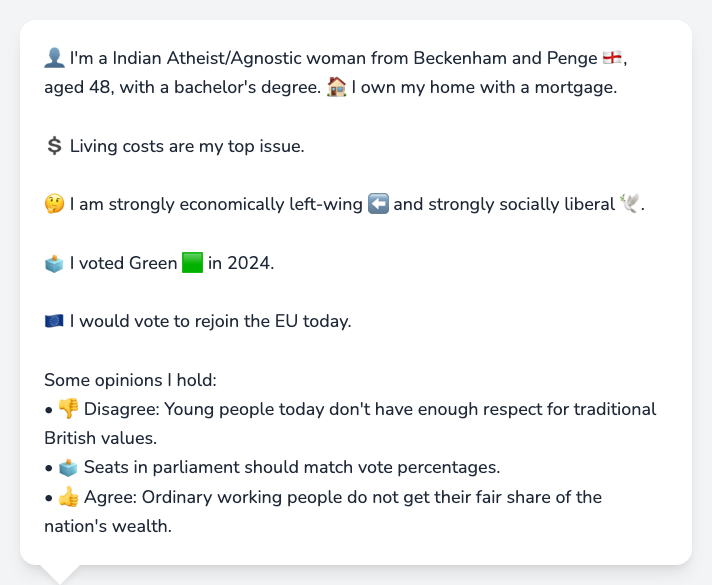 👤 I'm a Indian Atheist/Agnostic woman from Beckenham and Penge 🏴󠁧󠁢󠁥󠁮󠁧󠁿,
aged 48, with a bachelor's degree. 🏠 I own my home with a mortgage.
💲 Living costs are my top issue.
🤔 I am strongly economically left-wing ⬅️ and strongly socially liberal 🕊️.
🗳️ I voted Green 🟩 in 2024.
🇪🇺 I would vote to rejoin the EU today.
Some opinions I hold:
• 👎 Disagree: Young people today don't have enough respect for traditional
British values.
• 🗳️ Seats in parliament should match vote percentages.
• 👍 Agree: Ordinary working people do not get their fair share of the
nation's wealth.